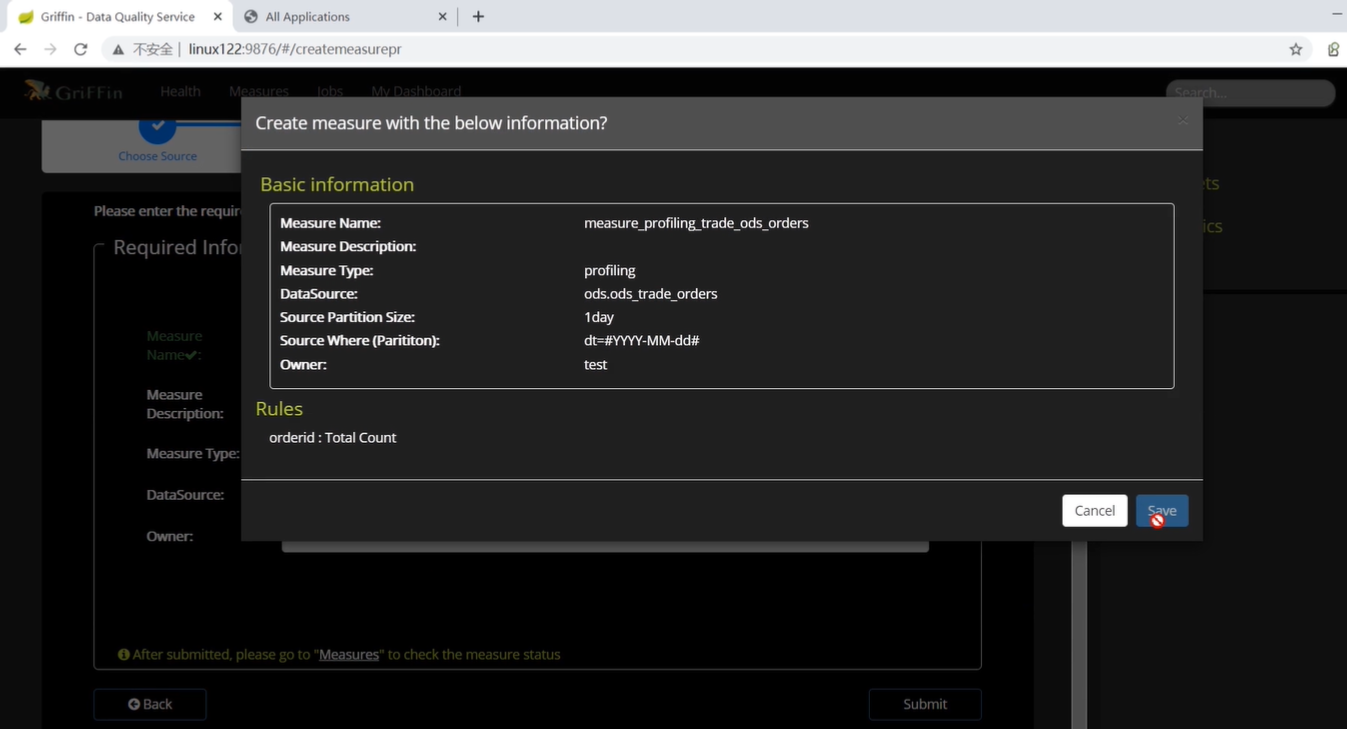 Griffin - Data Quality Service
All Applications
不安全 | linux122:9876/#/createmeasurepr
GriFFin Health Measures Jobs My Dashboard Search...
Create measure with the below information?
Choose Source
Basic information
Please enter the requir
Measure Name: measure_profiling_trade_ods_orders
Required Infor
Measure Description:
Measure Type: profiling
DataSource: ods.ods_trade_orders
Source Partition Size: 1day
Source Where (Parititon): dt=#YYYY-MM-dd#
Owner: test
Rules
orderid : Total Count
Measure
Name:
Measure
Description:
Measure Type:
DataSource:
Owner:
Cancel Save
After submitted, please go to "Measures" to check the measure status
Back Submit